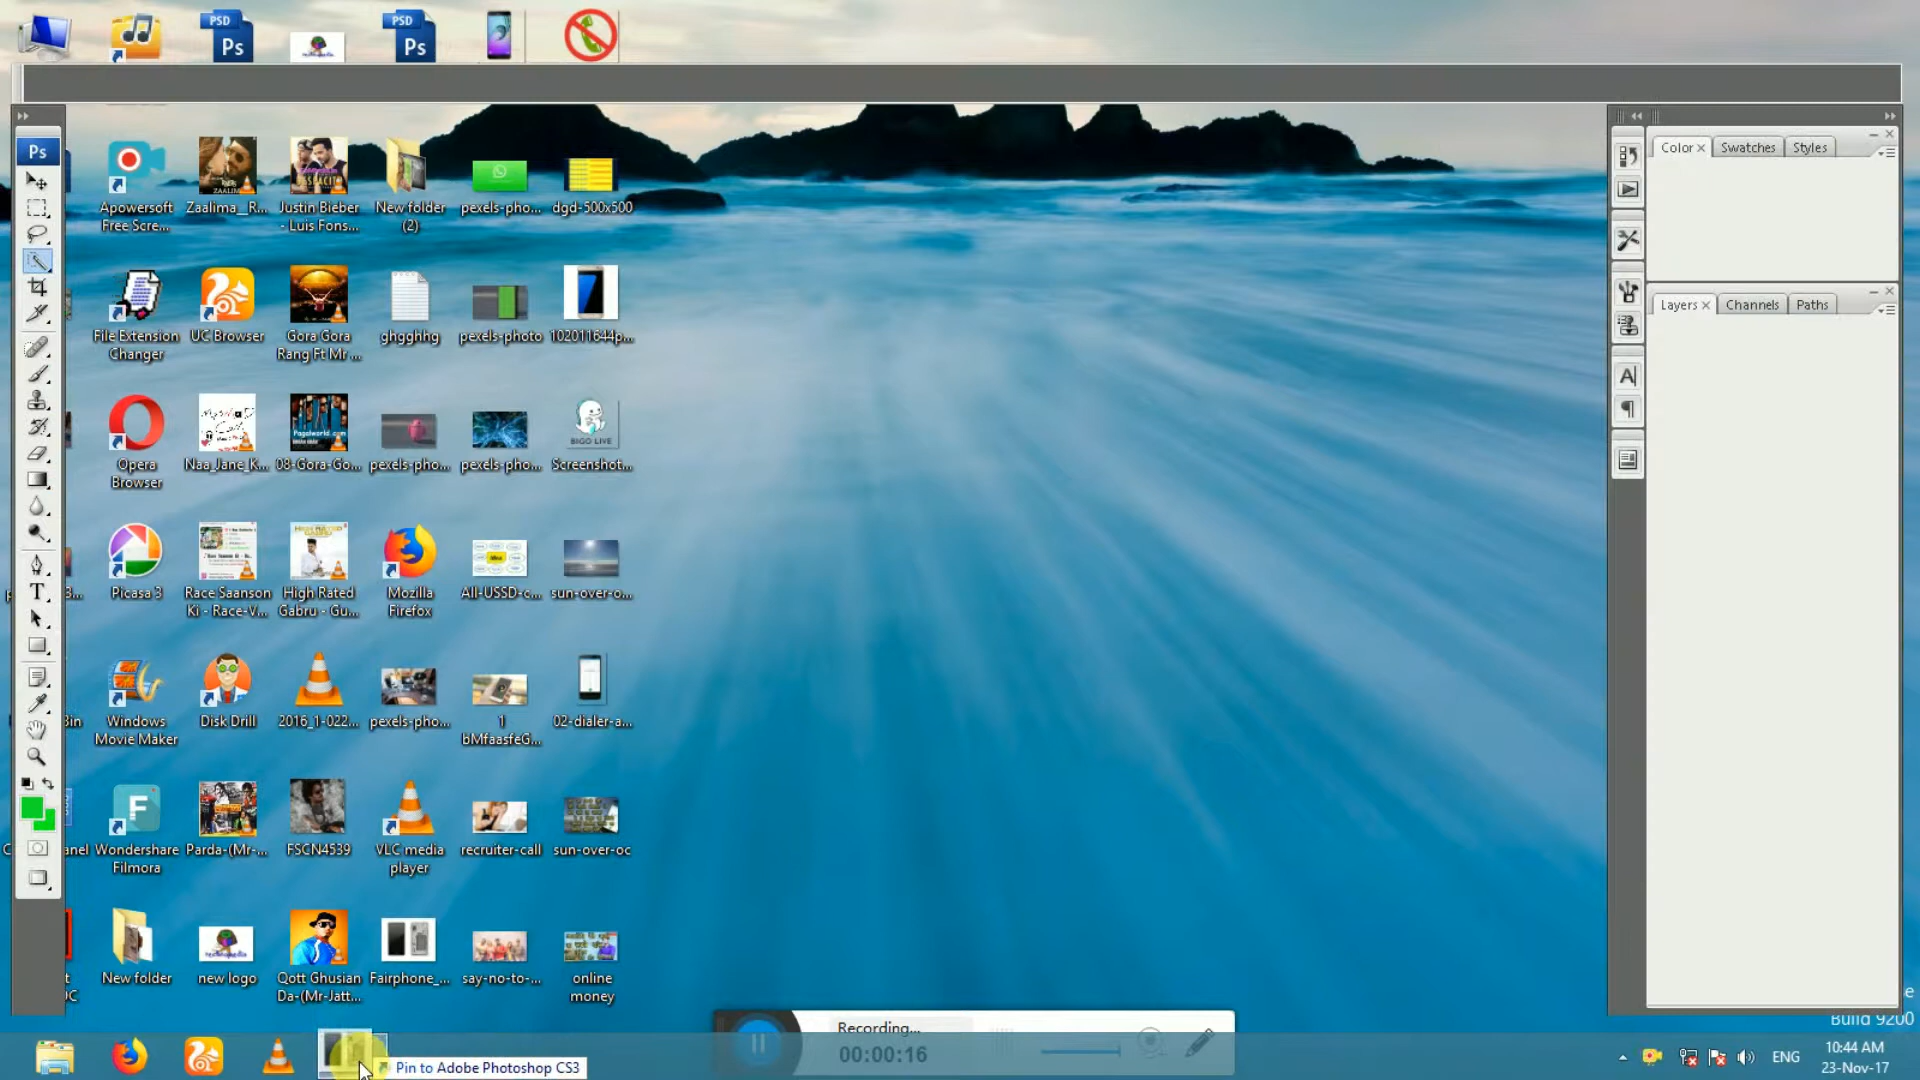 PSD
Ps
PSD
Ps
Ps
Color
Swatches
Styles
Layers
Channels
Paths
Apowersoft
Free Scre...
Zaalima_R...
Justin Bieber
- Luis Fons...
New folder
(2)
pexels-pho...
dgd-500x500
File Extension
Changer
UC Browser
Gora Gora
Rang Ft Mr ...
ghgghhg
pexels-photo
102011644p...
Opera
Browser
Naa_Jane_K...
08-Gora-Go...
pexels-pho...
pexels-pho...
BIGO LIVE
Screenshot...
Picasa 3
Race Saanson
Ki - Race-V...
High Rated
Gabru - Gu...
Mozilla
Firefox
All-USSD-c...
sun-over-o...
Windows
Movie Maker
Disk Drill
2016_1-022...
pexels-pho...
1
bMfaasfeG...
02-dialer-a...
Wondershare
Filmora
Parda-(Mr-...
FSCN4539
VLC media
player
recruiter-call
sun-over-oc
New folder
new logo
Qott Ghusian
Da-(Mr-Jatt...
Fairphone_...
say-no-to-...
online
money
Recording...
00:00:16
Pin to Adobe Photoshop CS3
Build 9200
ENG
10:44 AM
23-Nov-17